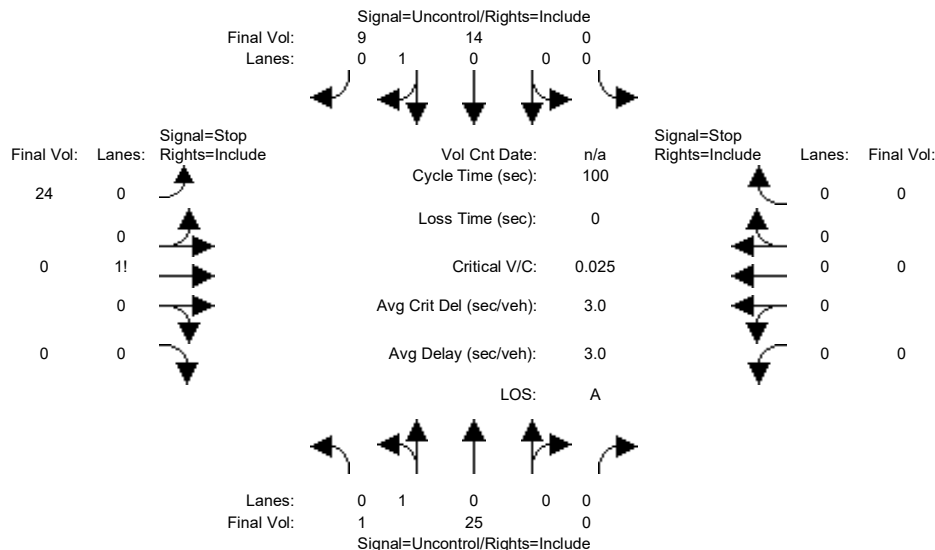 Signal=Uncontrol/Rights=Include
Final Vol: 9 14 0
Lanes: 0 1 0 0 0
Signal=Stop Signal=Stop
Final Vol: Lanes: Rights=Include Vol Cnt Date: n/a Rights=Include Lanes: Final Vol:
Cycle Time (sec): 100
24 0 0 0
Loss Time (sec): 0
0 0
0 1! Critical V/C: 0.025 0 0
0 Avg Crit Del (sec/veh): 3.0 0
0 0 Avg Delay (sec/veh): 3.0 0 0
LOS: A
Lanes: 0 1 0 0 0
Final Vol: 1 25 0
Signal=Uncontrol/Rights=Include